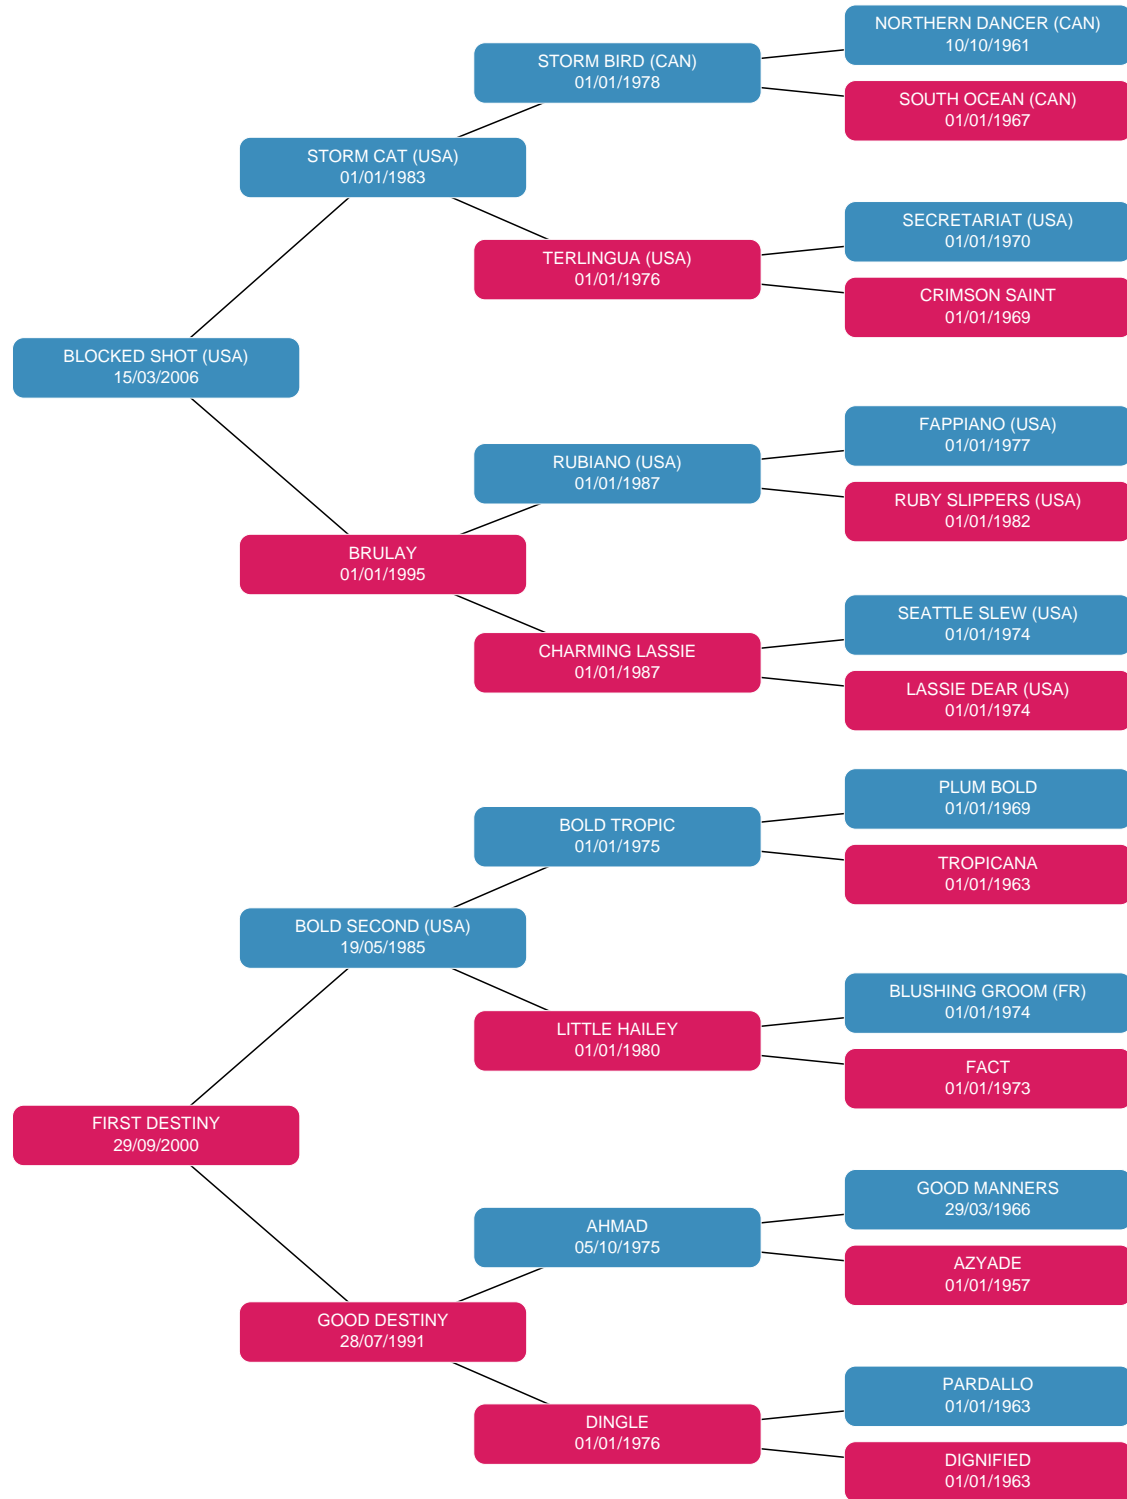 NORTHERN DANCER (CAN)
10/10/1961
STORM BIRD (CAN)
01/01/1978
SOUTH OCEAN (CAN)
01/01/1967
STORM CAT (USA)
01/01/1983
SECRETARIAT (USA)
01/01/1970
TERLINGUA (USA)
01/01/1976
CRIMSON SAINT
01/01/1969
BLOCKED SHOT (USA)
15/03/2006
FAPPIANO (USA)
01/01/1977
RUBIANO (USA)
01/01/1987
RUBY SLIPPERS (USA)
01/01/1982
BRULAY
01/01/1995
SEATTLE SLEW (USA)
01/01/1974
CHARMING LASSIE
01/01/1987
LASSIE DEAR (USA)
01/01/1974
PLUM BOLD
01/01/1969
BOLD TROPIC
01/01/1975
TROPICANA
01/01/1963
BOLD SECOND (USA)
19/05/1985
BLUSHING GROOM (FR)
01/01/1974
LITTLE HAILEY
01/01/1980
FACT
01/01/1973
FIRST DESTINY
29/09/2000
GOOD MANNERS
29/03/1966
AHMAD
05/10/1975
AZYADE
01/01/1957
GOOD DESTINY
28/07/1991
PARDALLO
01/01/1963
DINGLE
01/01/1976
DIGNIFIED
01/01/1963